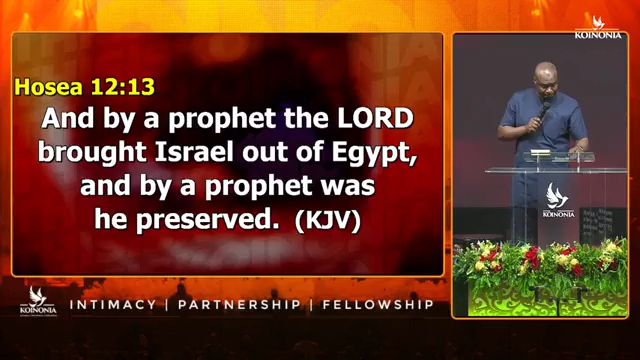 KOINONIA
Hosea 12:13
And by a prophet the LORD
brought Israel out of Egypt,
and by a prophet was
he preserved. (KJV)
KOINONIA
KOINONIA
INTIMACY | PARTNERSHIP | FELLOWSHIP